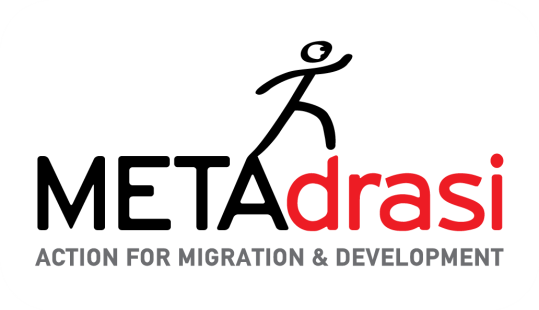 METAdrasi
ACTION FOR MIGRATION & DEVELOPMENT